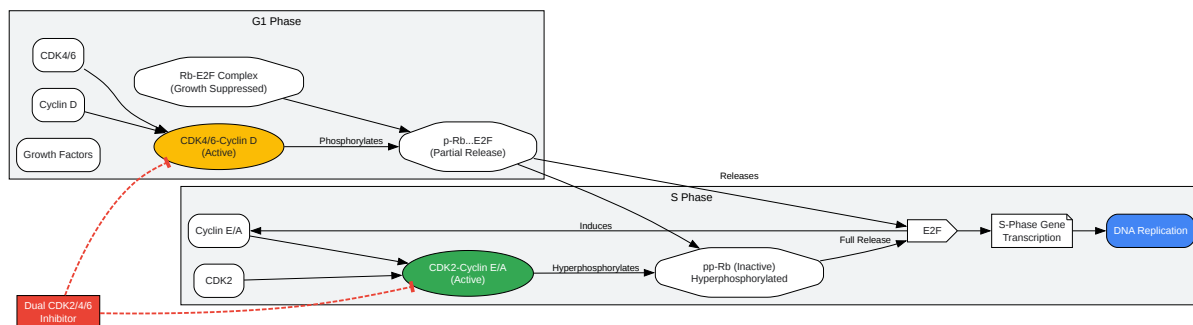 G1 Phase
CDK4/6
Rb-E2F Complex
(Growth Suppressed)
Cyclin D
CDK4/6-Cyclin D
(Active)
Phosphorylates
p-Rb...E2F
(Partial Release)
Growth Factors
Releases
S Phase
Cyclin E/A
Induces
E2F
S-Phase Gene
Transcription
DNA Replication
Full Release
CDK2
CDK2-Cyclin E/A
(Active)
Hyperphosphorylates
pp-Rb (Inactive)
Hyperphosphorylated
Dual CDK2/4/6
Inhibitor